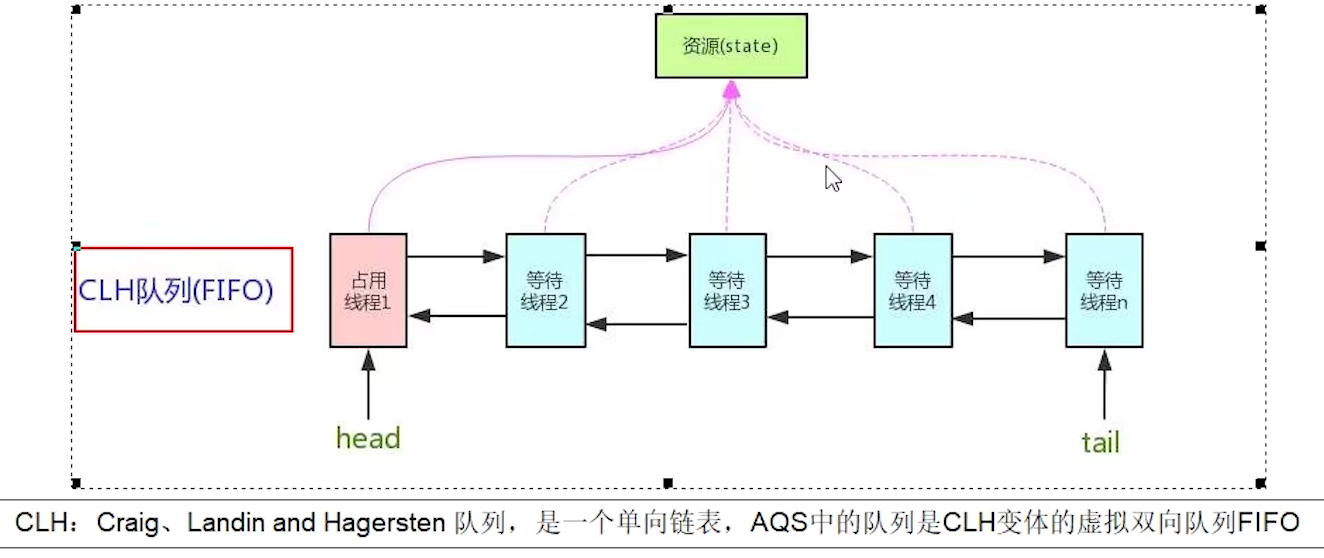 资源(state)
CLH队列(FIFO)
占用
线程1
等待
线程2
等待
线程3
等待
线程4
等待
线程n
head
tail
CLH：Craig、Landin and Hagersten 队列，是一个单向链表，AQS中的队列是CLH变体的虚拟双向队列FIFO